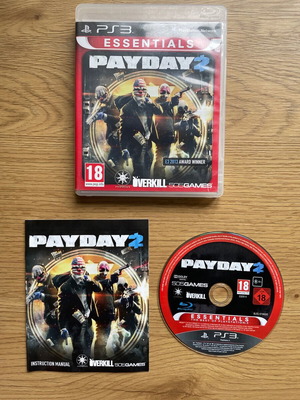 PS3
ESSENTIALS
PAYDAY 2
E3 2013 AWARD WINNER
18
OVERKILL
505GAMES
PAYDAY 2
INSTRUCTION MANUAL
OVERKILL
505GAMES
PAYDAY 2
505GAMES
OVERKILL
18
18
ESSENTIALS
PS3